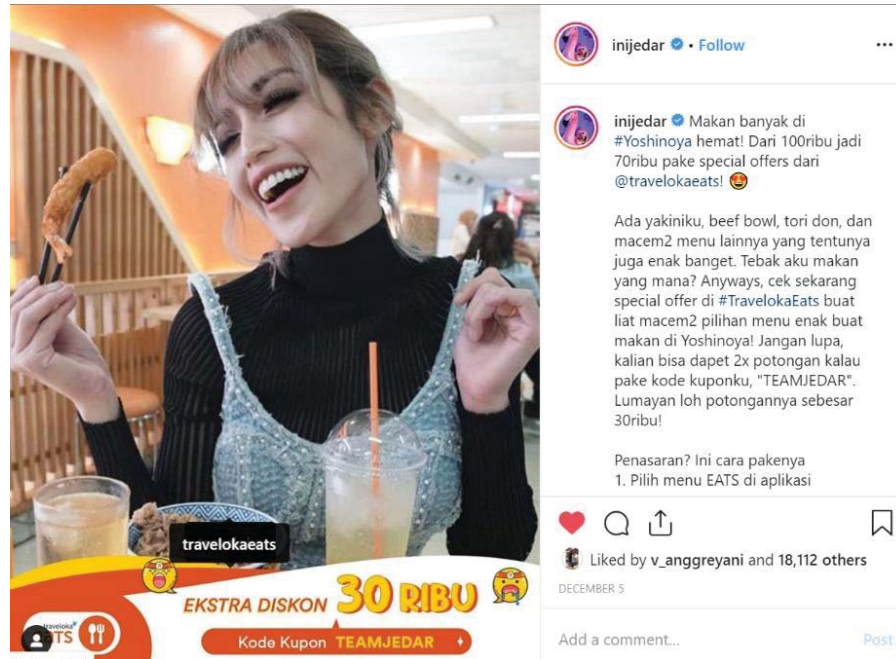 inijedar • Follow
inijedar Makan banyak di
#Yoshinoya hemat! Dari 100ribu jadi
70ribu pake special offers dari
@travelokaeats!
Ada yakiniku, beef bowl, tori don, dan
macem2 menu lainnya yang tentunya
juga enak banget. Tebak aku makan
yang mana? Anyways, cek sekarang
special offer di #TravelokaEats buat
liat macem2 pilihan menu enak buat
makan di Yoshinoya! Jangan lupa,
kalian bisa dapet 2x potongan kalau
pake kode kuponku, "TEAMJEDAR".
Lumayan loh potongannya sebesar
30ribu!
Penasaran? Ini cara pakenya
1. Pilih menu EATS di aplikasi
Liked by v_anggreyani and 18,112 others
DECEMBER 5
Add a comment... Post
travelokaeats
EKSTRA DISKON 30 RIBU
Kode Kupon TEAMJEDAR
traveloka